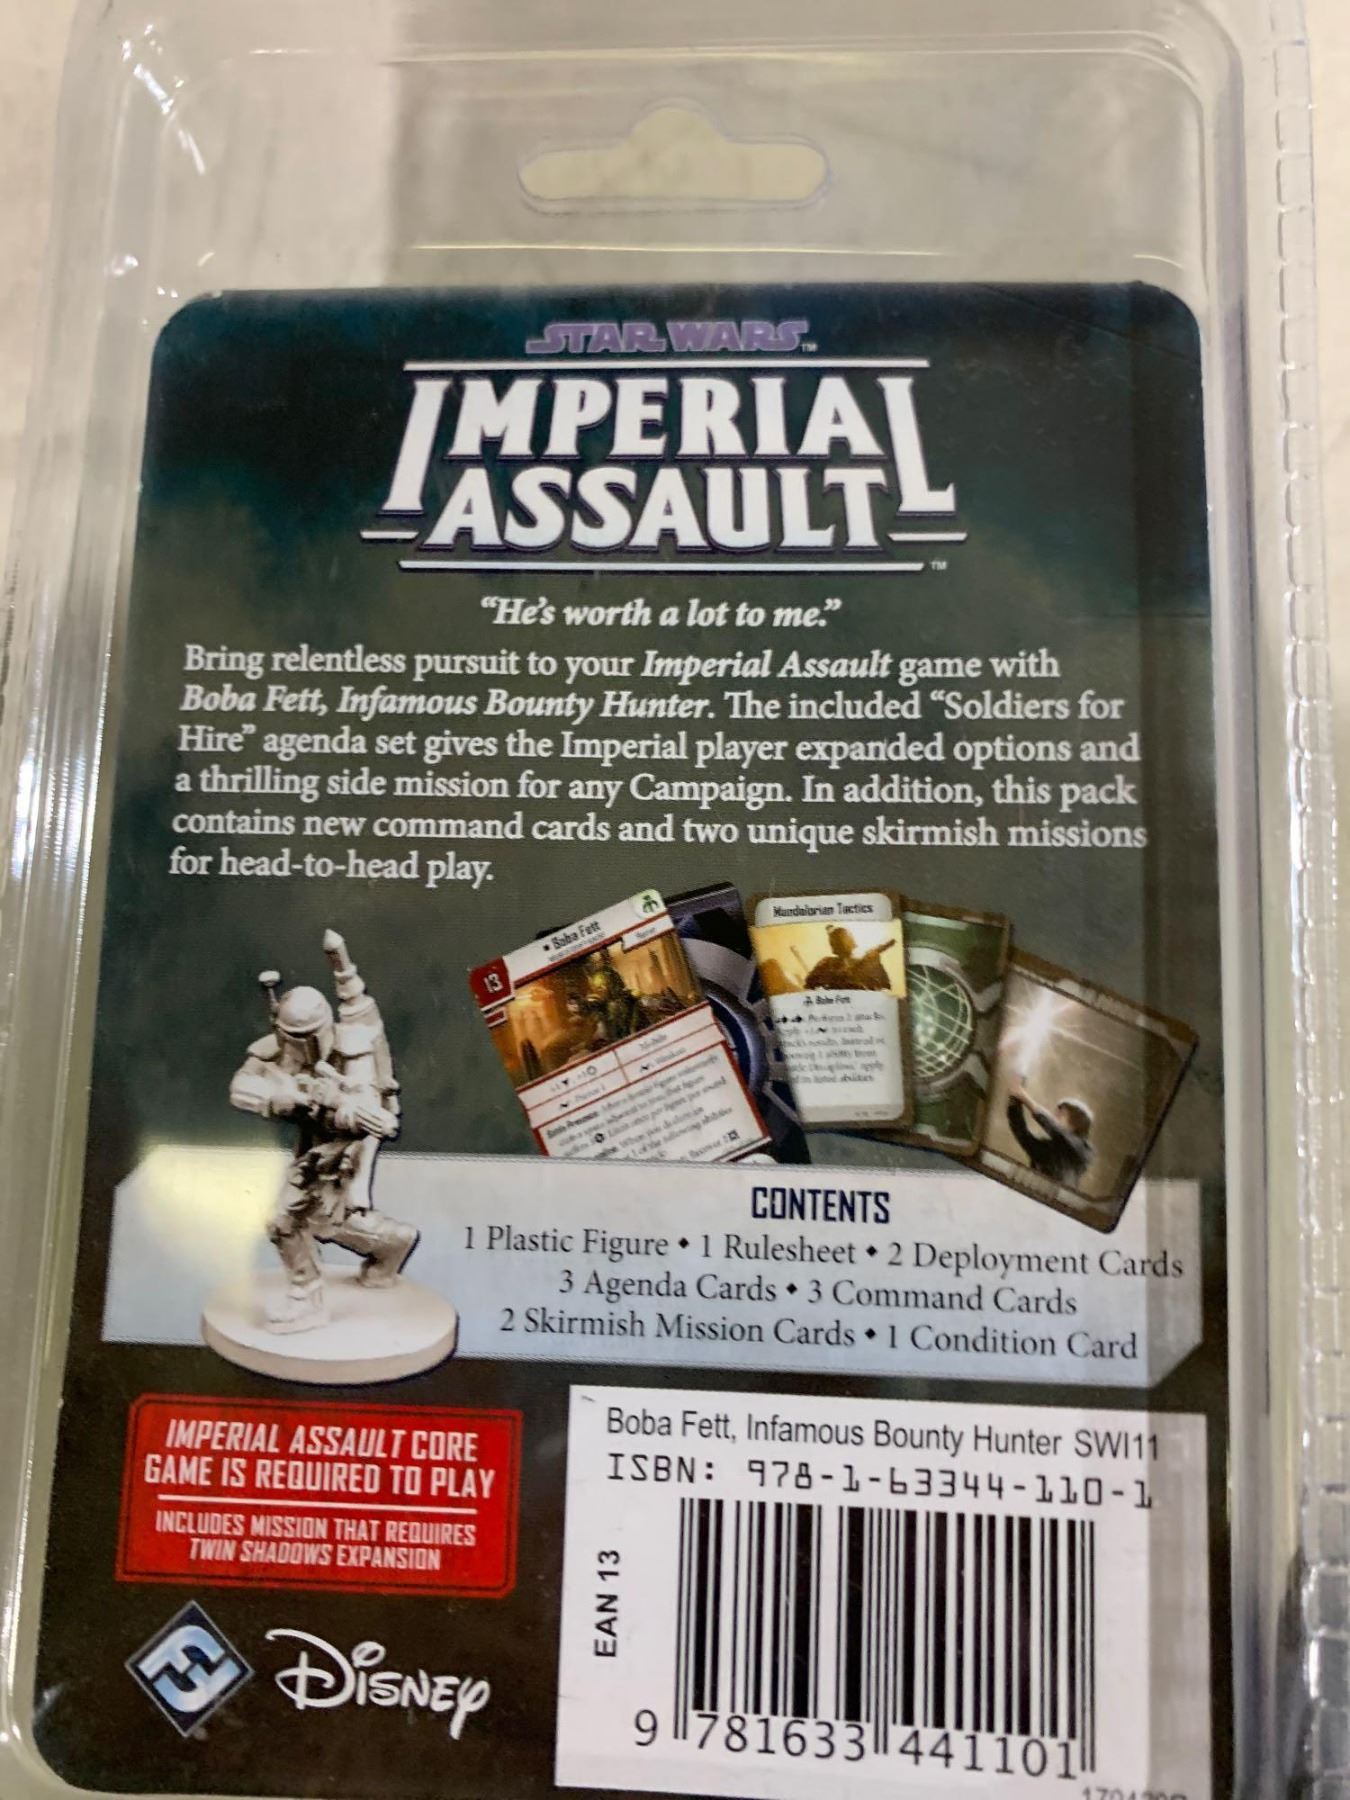 STAR WARS™
IMPERIAL
ASSAULT™
“He’s worth a lot to me.”
Bring relentless pursuit to your Imperial Assault game with
Boba Fett, Infamous Bounty Hunter. The included “Soldiers for
Hire” agenda set gives the Imperial player expanded options and
a thrilling side mission for any Campaign. In addition, this pack
contains new command cards and two unique skirmish missions
for head-to-head play.
Boba Fett
13
Mandalorian Tactics
Boba Fett
CONTENTS
1 Plastic Figure • 1 Rulesheet • 2 Deployment Cards
3 Agenda Cards • 3 Command Cards
2 Skirmish Mission Cards • 1 Condition Card
IMPERIAL ASSAULT CORE
GAME IS REQUIRED TO PLAY
INCLUDES MISSION THAT REQUIRES
TWIN SHADOWS EXPANSION
DISNEY
Boba Fett, Infamous Bounty Hunter SWI11
ISBN: 978-1-63344-110-1
EAN 13
9 781633 441101